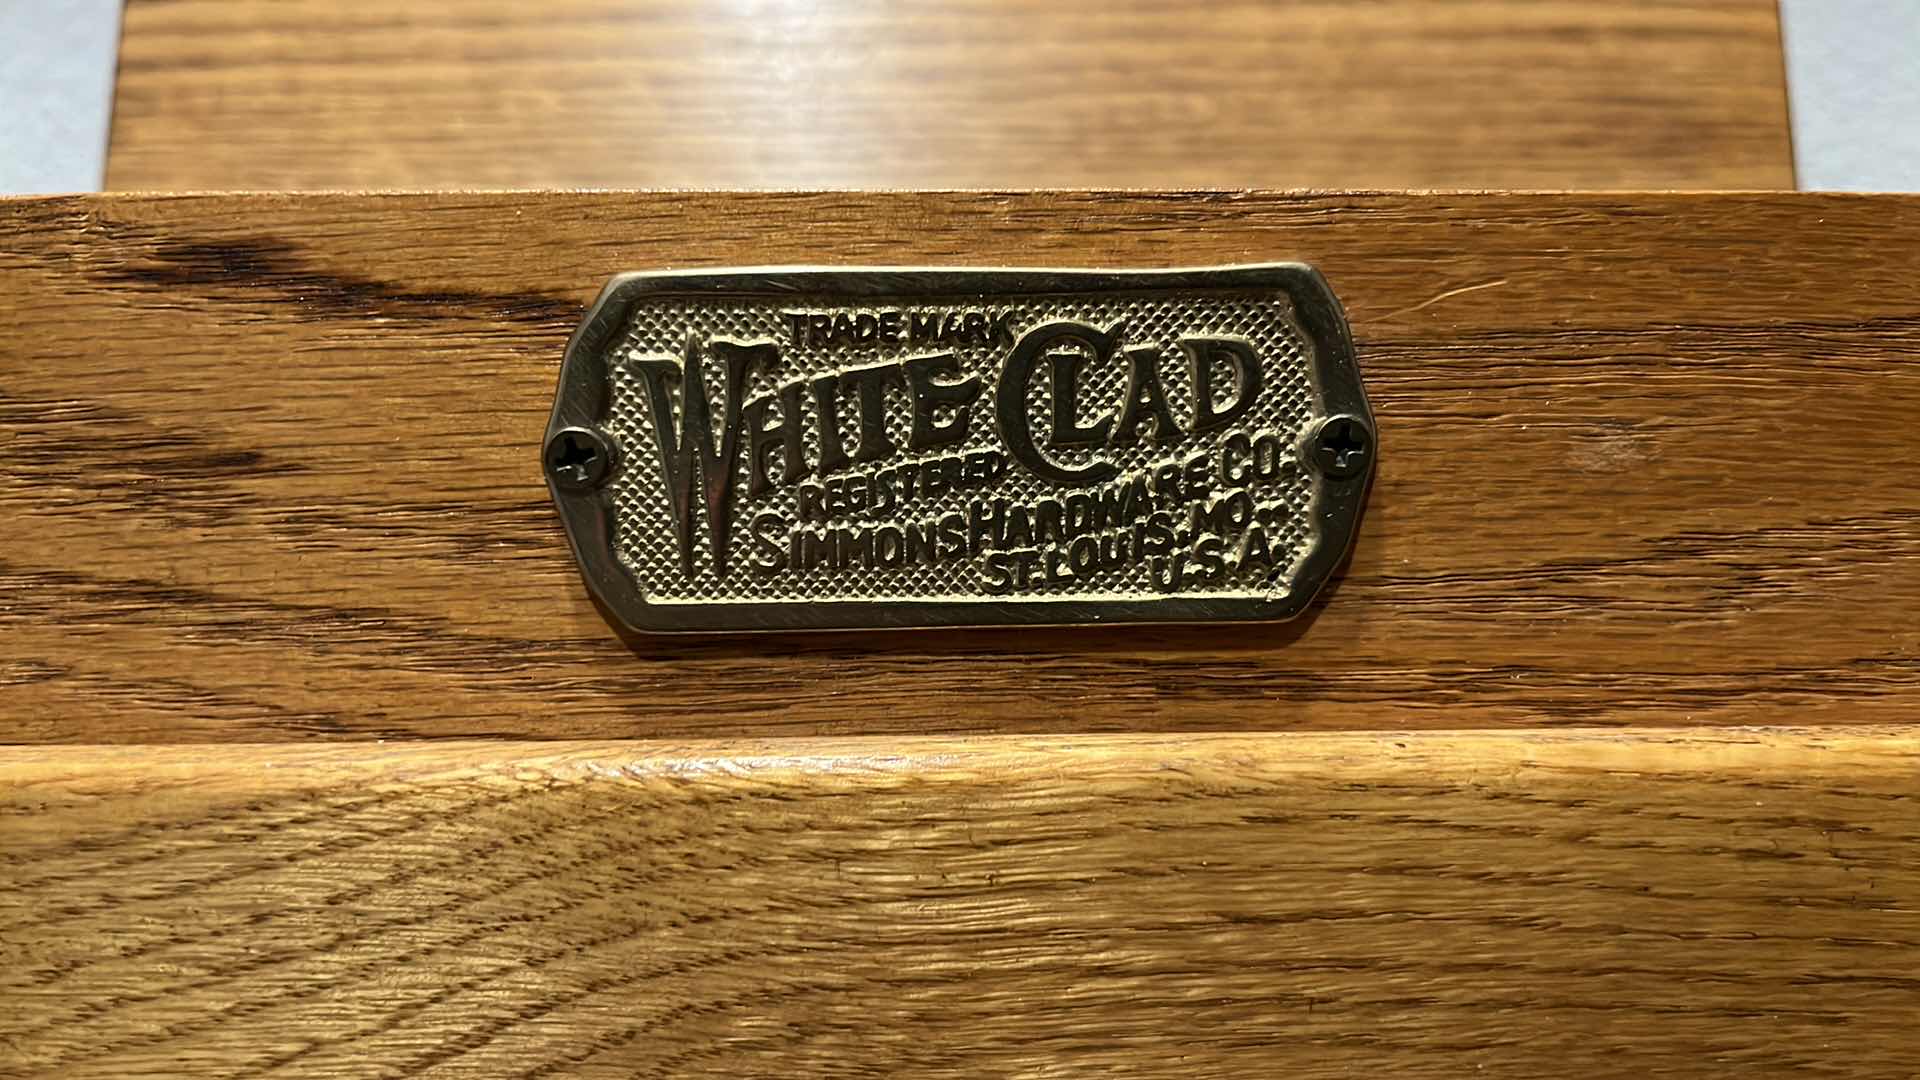 TRADE MARK
WHITE CLAD
REGISTERED
SIMMONS HARDWARE CO.
ST. LOUIS. MO.
U.S.A.